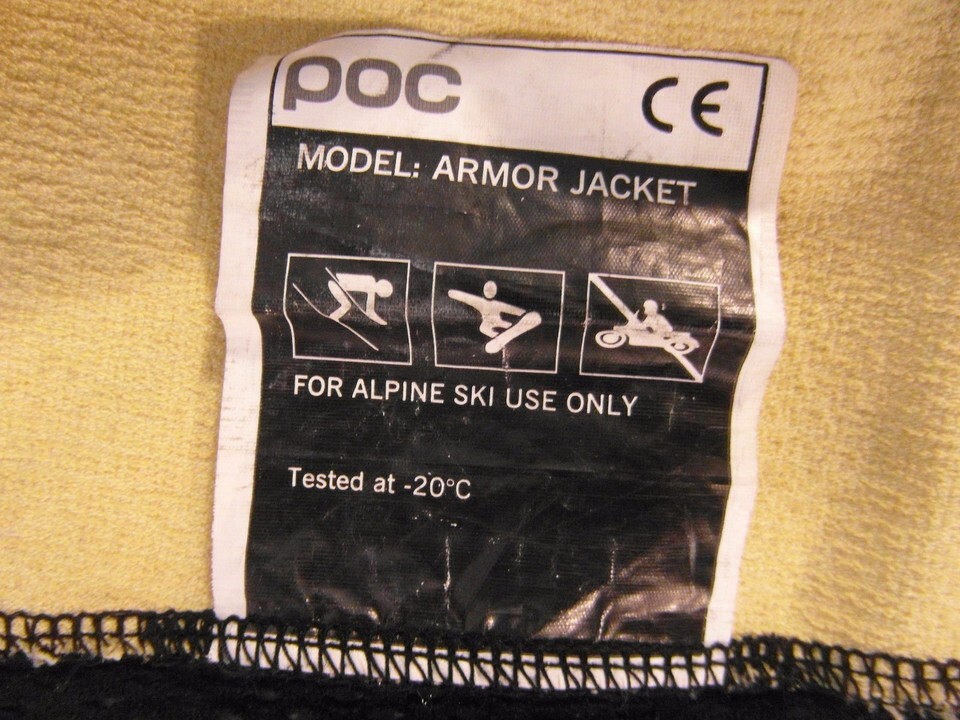 POC CE
MODEL: ARMOR JACKET
FOR ALPINE SKI USE ONLY
Tested at -20°C